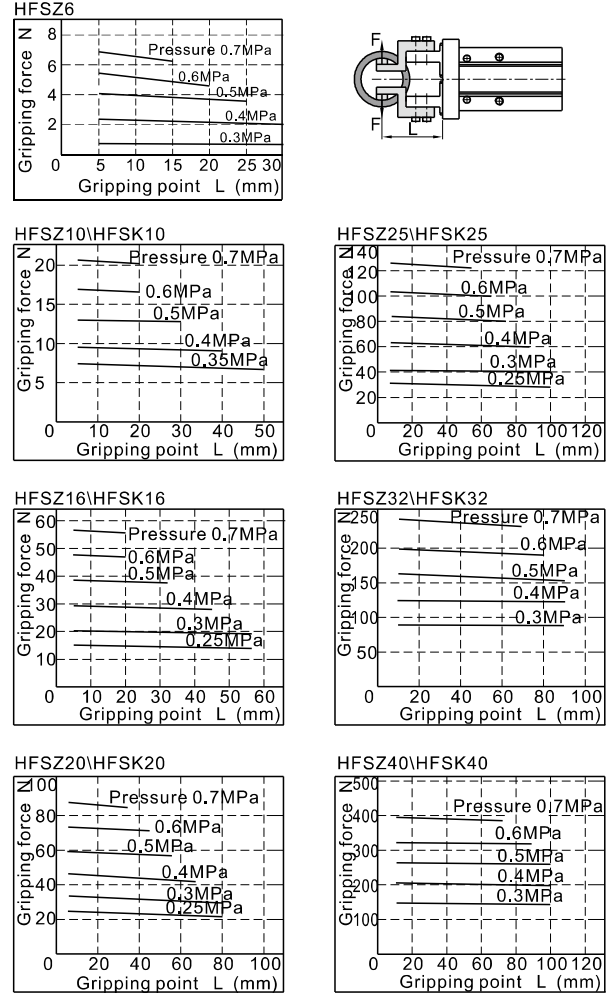 HFSZ6
Gripping force N
8
6
4
2
0
Pressure 0.7MPa
0.6MPa
0.5MPa
0.4MPa
0.3MPa
5 10 15 20 25 30
Gripping point L (mm)
F
F
L
HFSZ10\HFSK10
Gripping force N
20
15
10
5
0
Pressure 0.7MPa
0.6MPa
0.5MPa
0.4MPa
0.35MPa
10 20 30 40 50
Gripping point L (mm)
HFSZ25\HFSK25
Gripping force N
140
120
100
80
60
40
20
0
Pressure 0.7MPa
0.6MPa
0.5MPa
0.4MPa
0.3MPa
0.25MPa
20 40 60 80 100 120
Gripping point L (mm)
HFSZ16\HFSK16
Gripping force N
60
50
40
30
20
10
0
Pressure 0.7MPa
0.6MPa
0.5MPa
0.4MPa
0.3MPa
0.25MPa
10 20 30 40 50 60
Gripping point L (mm)
HFSZ32\HFSK32
Gripping force N
250
200
150
100
50
0
Pressure 0.7MPa
0.6MPa
0.5MPa
0.4MPa
0.3MPa
20 40 60 80 100
Gripping point L (mm)
HFSZ20\HFSK20
Gripping force N
100
80
60
40
20
0
Pressure 0.7MPa
0.6MPa
0.5MPa
0.4MPa
0.3MPa
0.25MPa
20 40 60 80 100
Gripping point L (mm)
HFSZ40\HFSK40
Gripping force N
500
400
300
200
100
0
Pressure 0.7MPa
0.6MPa
0.5MPa
0.4MPa
0.3MPa
20 40 60 80 100 120
Gripping point L (mm)